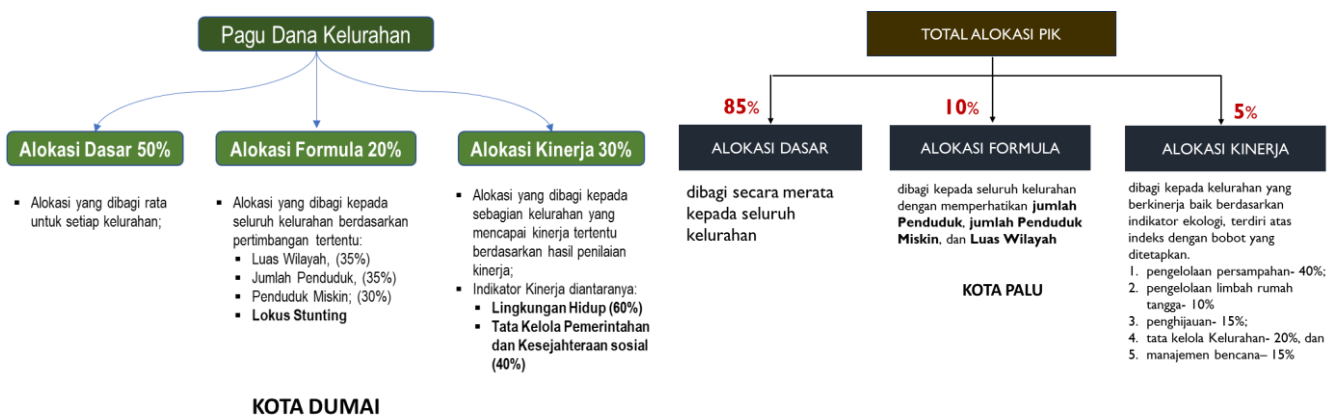 Pagu Dana Kelurahan
Alokasi Dasar 50%
▪ Alokasi yang dibagi rata
untuk setiap kelurahan;
Alokasi Formula 20%
▪ Alokasi yang dibagi kepada
seluruh kelurahan berdasarkan
pertimbangan tertentu:
▪ Luas Wilayah, (35%)
▪ Jumlah Penduduk, (35%)
▪ Penduduk Miskin; (30%)
▪ Lokus Stunting
Alokasi Kinerja 30%
▪ Alokasi yang dibagi kepada
sebagian kelurahan yang
mencapai kinerja tertentu
berdasarkan hasil penilaian
kinerja;
▪ Indikator Kinerja diantaranya:
▪ Lingkungan Hidup (60%)
▪ Tata Kelola Pemerintahan
dan Kesejahteraan sosial
(40%)
KOTA DUMAI
TOTAL ALOKASI PIK
85%
ALOKASI DASAR
dibagi secara merata
kepada seluruh
kelurahan
10%
ALOKASI FORMULA
dibagi kepada seluruh kelurahan
dengan memperhatikan jumlah
Penduduk, jumlah Penduduk
Miskin, dan Luas Wilayah
5%
ALOKASI KINERJA
dibagi kepada kelurahan yang
berkinerja baik berdasarkan
indikator ekologi, terdiri atas
indeks dengan bobot yang
ditetapkan.
1. pengelolaan persampahan- 40%;
2. pengelolaan limbah rumah
tangga- 10%
3. penghijauan- 15%;
4. tata kelola Kelurahan- 20%, dan
5. manajemen bencana– 15%
KOTA PALU